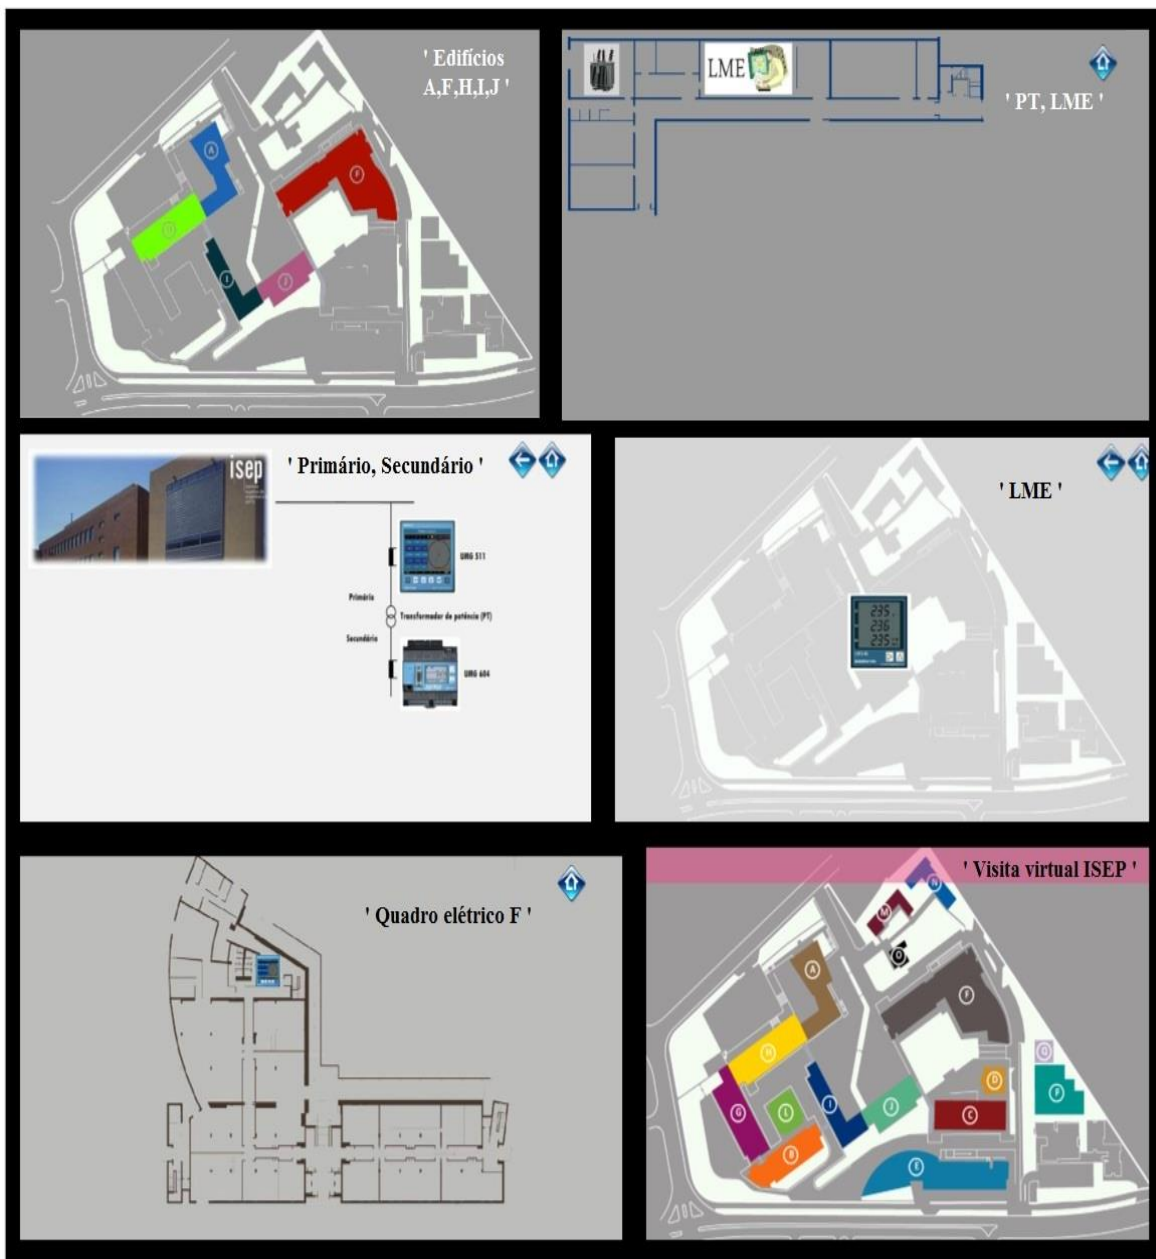 ' Edifícios
A,F,H,I,J '
A
F
H
I
J
LME
' PT, LME '
isep
' Primário, Secundário '
UMG 511
Primário
Transformador de potência (PT)
Secundário
UMG 604
' LME '
235
236
235
' Quadro elétrico F '
' Visita virtual ISEP '
N
M
O
A
F
H
Q
D
P
G
L
I
J
C
B
E